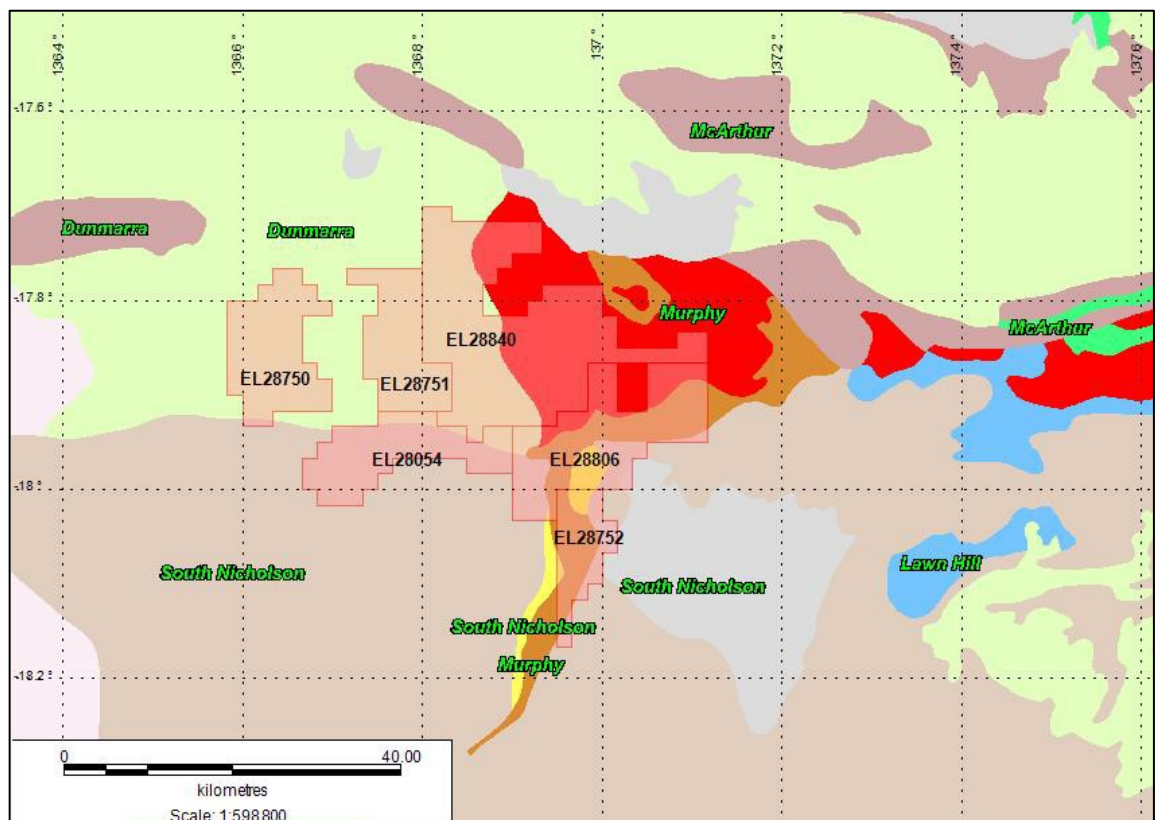 136.4°
136.6°
136.8°
137°
137.2°
137.4°
137.6°
-17.6°
McArthur
Dunmarra
Dunmarra
-17.8°
Murphy
McArthur
EL28840
EL28750
EL28751
EL28054
EL28806
-18°
EL28752
Lawn Hill
South Nicholson
South Nicholson
South Nicholson
Murphy
-18.2°
0
40.00
kilometres
Scale: 1:598 800